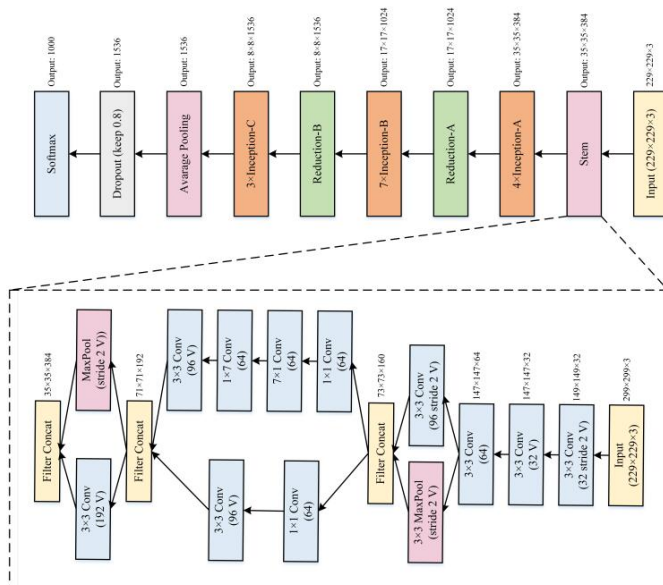 Softmax
Output: 1000
Dropout (keep 0.8)
Output: 1536
Avarage Pooling
Output: 1536
3×Inception-C
Output: 8×8×1536
Reduction-B
Output: 8×8×1536
7×Inception-B
Output: 17×17×1024
Reduction-A
Output: 17×17×1024
4×Inception-A
Output: 35×35×384
Stem
Output: 35×35×384
Input (229×229×3)
229×229×3
Filter Concat
35×35×384
3×3 Conv
(192 V)
MaxPool
(stride 2 V))
Filter Concat
71×71×192
3×3 Conv
(96 V)
1×1 Conv
(64)
3×3 Conv
(96 V)
1×7 Conv
(64)
7×1 Conv
(64)
1×1 Conv
(64)
Filter Concat
73×73×160
3×3 MaxPool
(stride 2 V)
3×3 Conv
(96 stride 2 V)
3×3 Conv
(64)
147×147×64
3×3 Conv
(32 V)
147×147×32
3×3 Conv
(32 stride 2 V)
149×149×32
Input
(229×229×3)
299×299×3